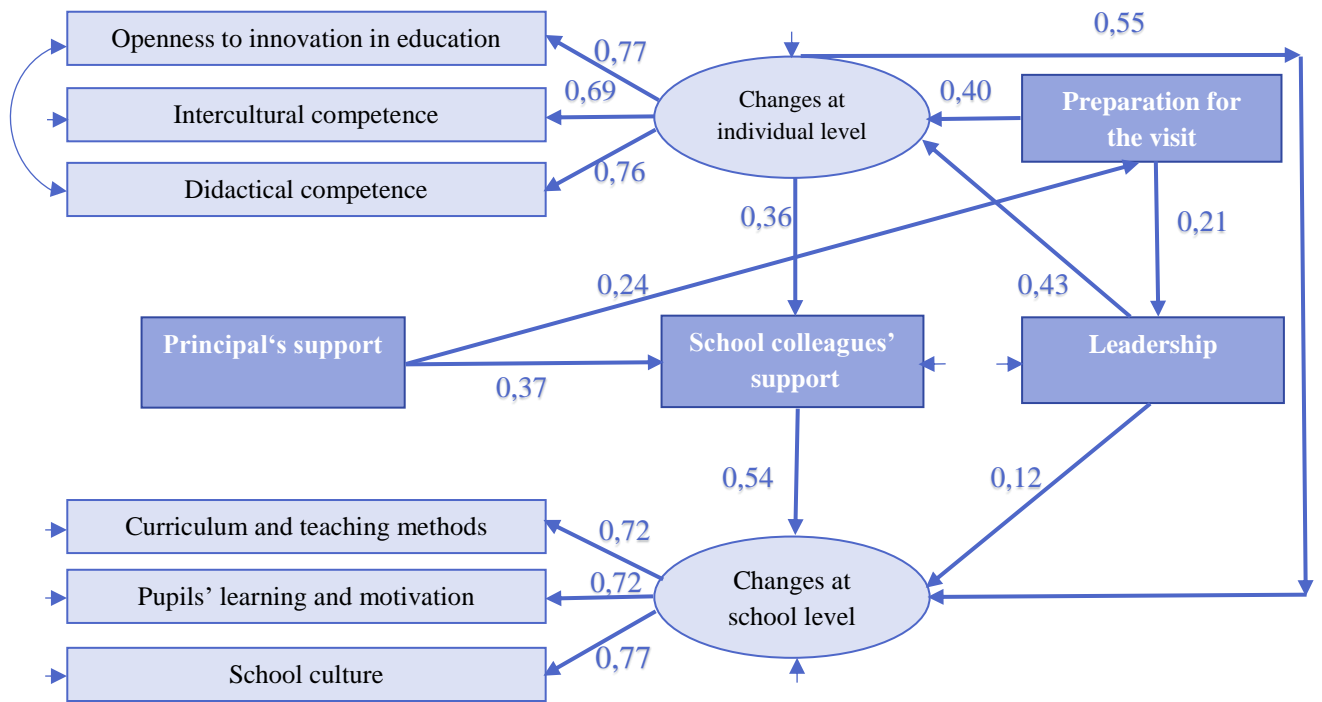 0,55
Openness to innovation in education
0,77
Changes at
individual level
0,40
Preparation for
the visit
0,69
Intercultural competence
0,76
Didactical competence
0,36
0,21
0,24
0,43
Principal‘s support
School colleagues’
support
Leadership
0,37
0,54
0,12
Curriculum and teaching methods
0,72
Changes at
school level
0,72
Pupils’ learning and motivation
0,77
School culture